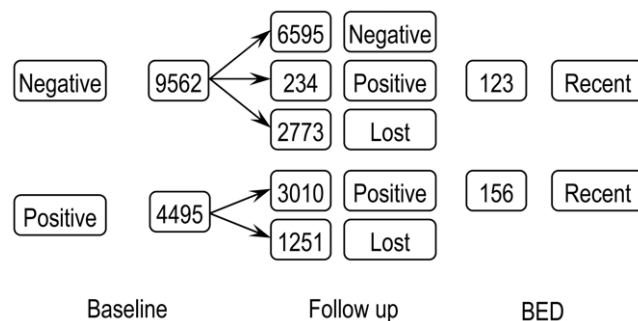 6595 Negative
Negative 9562 234 Positive 123 Recent
2773 Lost
Positive 4495 3010 Positive 156 Recent
1251 Lost
Baseline Follow up BED